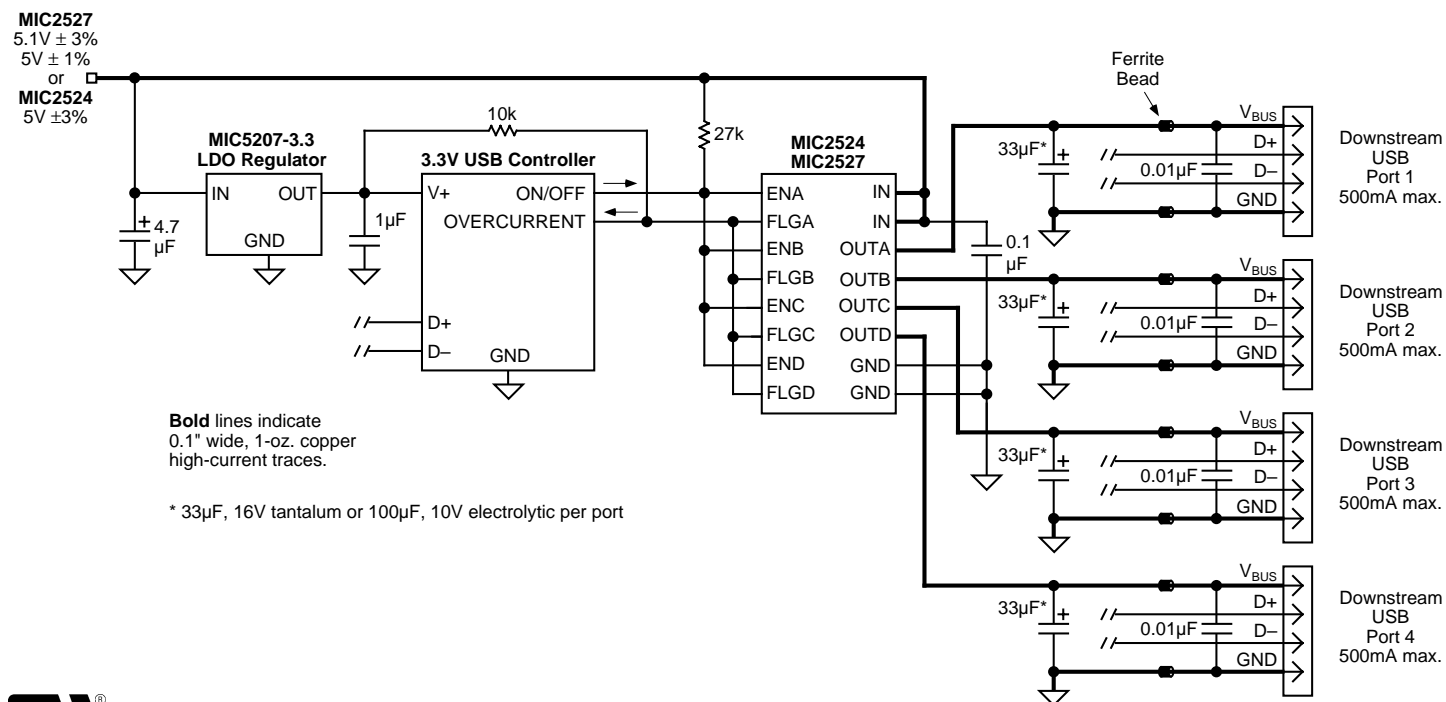 MIC2527
5.1V ± 3%
5V ± 1%
or
MIC2524
5V ±3%
MIC5207-3.3
LDO Regulator
IN
OUT
GND
+
4.7
µF
1µF
10k
3.3V USB Controller
V+
ON/OFF
OVERCURRENT
D+
D–
GND
27k
MIC2524
MIC2527
ENA
FLGA
ENB
FLGB
ENC
FLGC
END
FLGD
IN
IN
OUTA
OUTB
OUTC
OUTD
GND
GND
0.1
µF
Ferrite
Bead
33µF*
+
0.01µF
VBUS
D+
D–
GND
Downstream
USB
Port 1
500mA max.
33µF*
+
0.01µF
VBUS
D+
D–
GND
Downstream
USB
Port 2
500mA max.
33µF*
+
0.01µF
VBUS
D+
D–
GND
Downstream
USB
Port 3
500mA max.
33µF*
+
0.01µF
VBUS
D+
D–
GND
Downstream
USB
Port 4
500mA max.
Bold lines indicate
0.1" wide, 1-oz. copper
high-current traces.
* 33µF, 16V tantalum or 100µF, 10V electrolytic per port
®